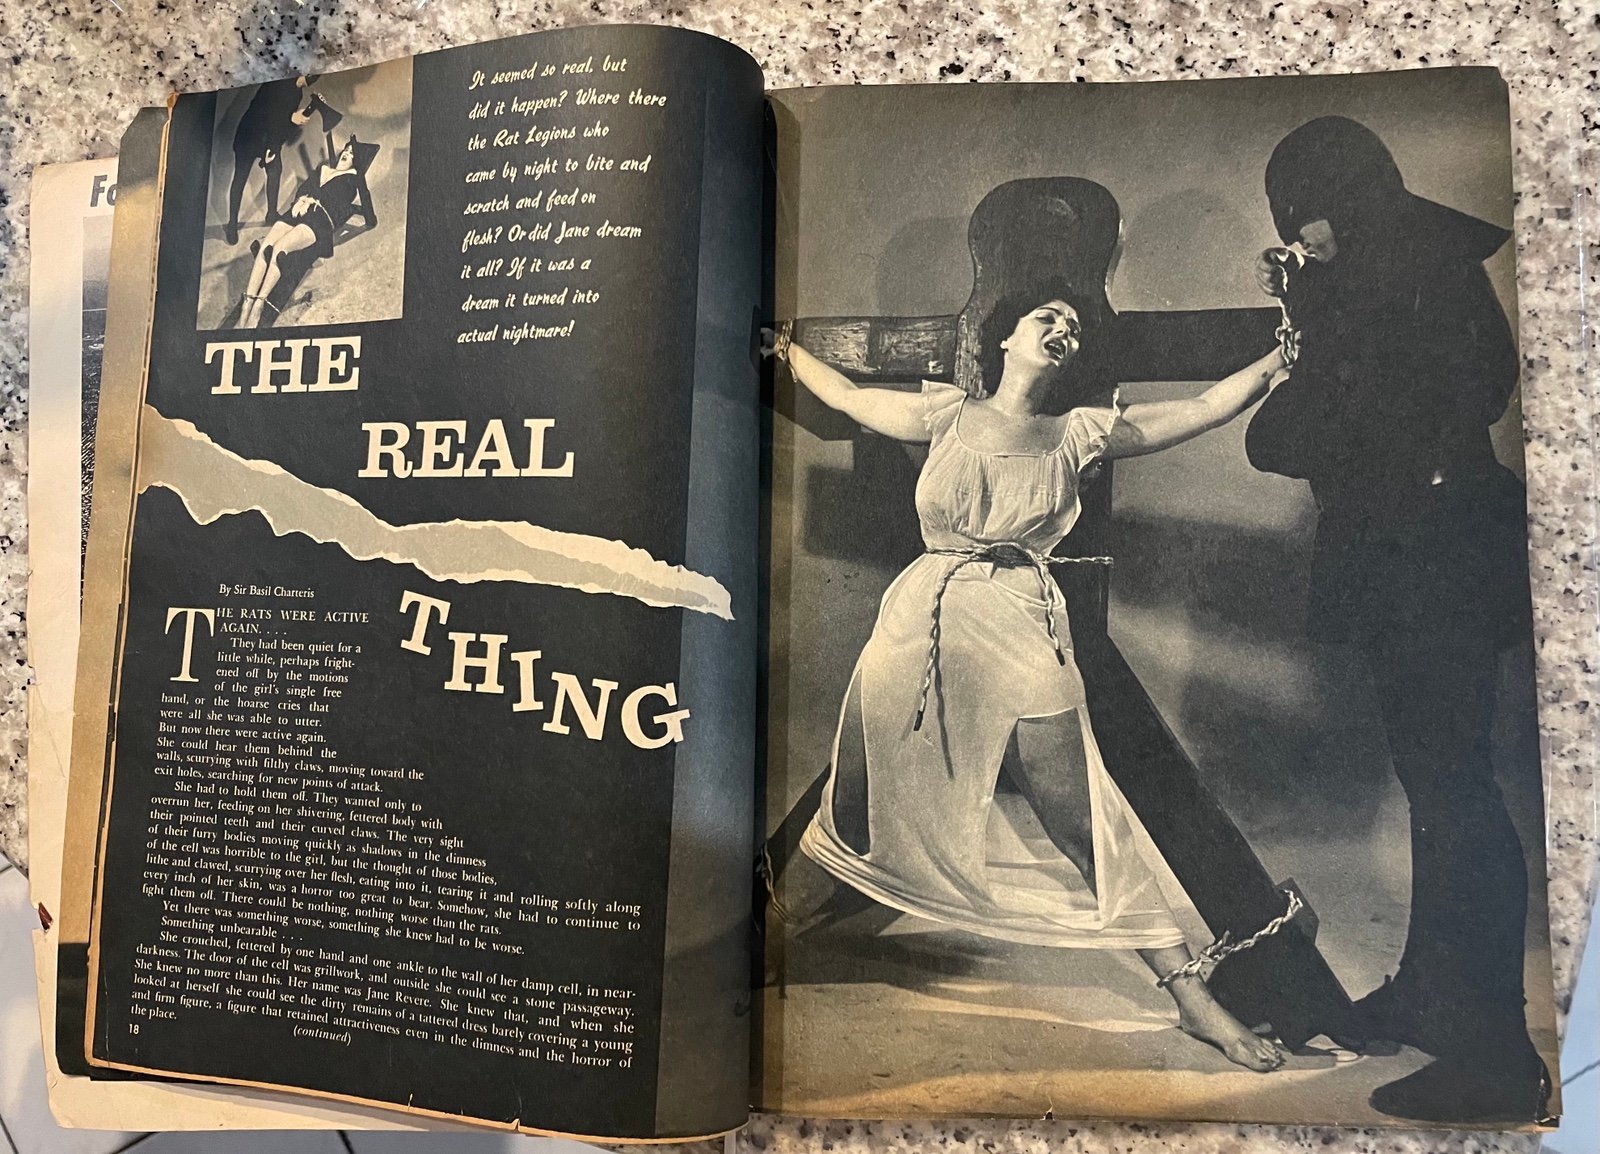 Fo
It seemed so real, but
did it happen? Where there
the Rat Legions who
came by night to bite and
scratch and feed on
flesh? Or did Jane dream
it all? If it was a
dream it turned into
actual nightmare!
THE
REAL
THING
By Sir Basil Charteris
THE RATS WERE ACTIVE
AGAIN. . . .
They had been quiet for a
little while, perhaps fright-
ened off by the motions
of the girl's single free
hand, or the hoarse cries that
were all she was able to utter.
But now there were active again.
She could hear them behind the
walls, scurrying with filthy claws, moving toward the
exit holes, searching for new points of attack.
She had to hold them off. They wanted only to
overrun her, feeding on her shivering, fettered body with
their pointed teeth and their curved claws. The very sight
of their furry bodies moving quickly as shadows in the dimness
of the cell was horrible to the girl, but the thought of those bodies,
lithe and clawed, scurrying over her flesh, eating into it, tearing it and rolling softly along
every inch of her skin, was a horror too great to bear. Somehow, she had to continue to
fight them off. There could be nothing, nothing worse than the rats.
Yet there was something worse, something she knew had to be worse.
Something unbearable . . .
She crouched, fettered by one hand and one ankle to the wall of her damp cell, in near-
darkness. The door of the cell was grillwork, and outside she could see a stone passageway.
She knew no more than this. Her name was Jane Revere. She knew that, and when she
looked at herself she could see the dirty remains of a tattered dress barely covering a young
and firm figure, a figure that retained attractiveness even in the dimness and the horror of
the place.
(continued)
18